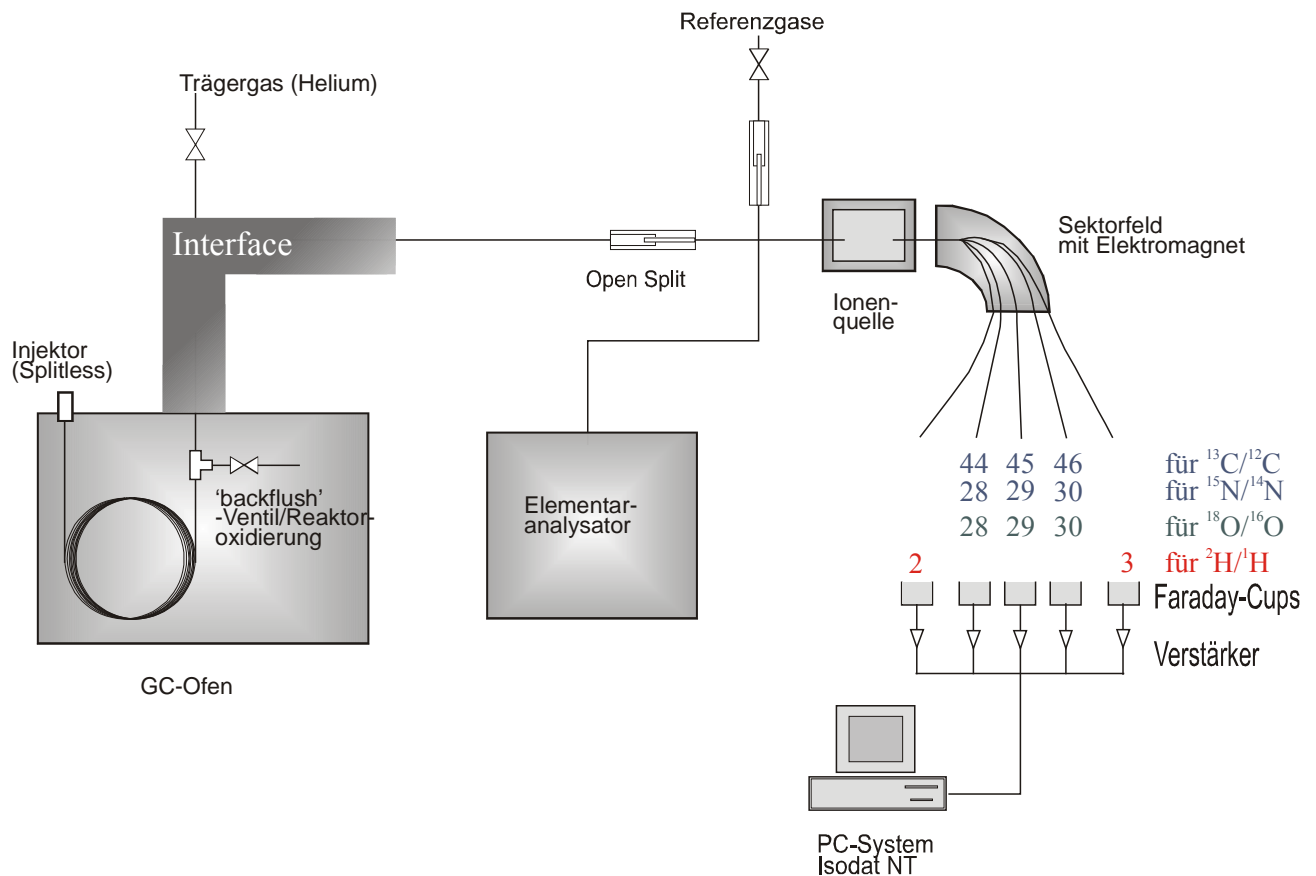 Referenzgase
Trägergas (Helium)
Interface
Sektorfeld
mit Elektromagnet
Open Split
Ionen-
quelle
Injektor
(Splitless)
'backflush'
-Ventil/Reaktor-
oxidierung
Elementar-
analysator
44 45 46 für ¹³C/¹²C
28 29 30 für ¹⁵N/¹⁴N
28 29 30 für ¹⁸O/¹⁶O
2 3 für ²H/¹H
Faraday-Cups
Verstärker
GC-Ofen
PC-System
Isodat NT